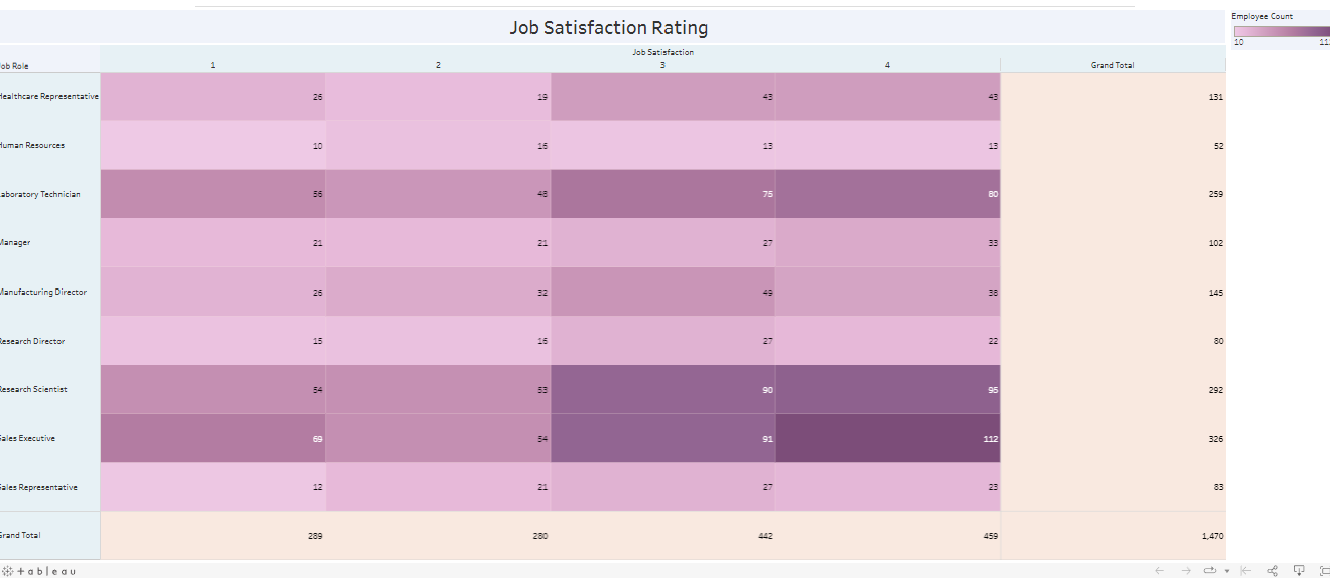 Job Satisfaction Rating
Employee Count
10
Job Satisfaction
Job Role 1 2 3 4 Grand Total
Healthcare Representative 26 19 43 43 131
Human Resources 10 16 13 13 52
Laboratory Technician 56 48 75 80 259
Manager 21 21 27 33 102
Manufacturing Director 26 32 49 38 145
Research Director 15 16 27 22 80
Research Scientist 54 53 90 95 292
Sales Executive 69 54 91 112 326
Sales Representative 12 21 27 23 83
Grand Total 289 280 442 459 1,470
+ableau